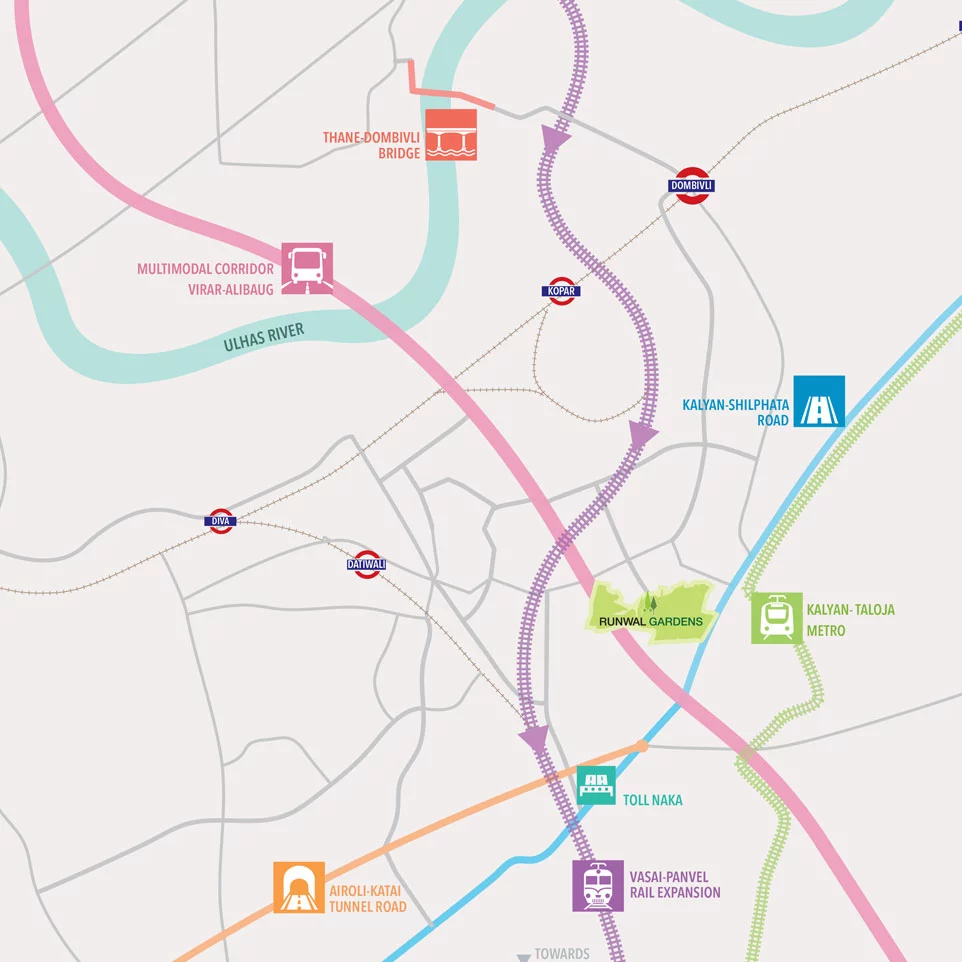 THANE-DOMBIVLI
BRIDGE
DOMBIVLI
MULTIMODAL CORRIDOR
VIRAR-ALIBAUG
KOPAR
ULHAS RIVER
KALYAN-SHILPHATA
ROAD
DIVA
DATIWALI
RUNWAL GARDENS
KALYAN- TALOJA
METRO
TOLL NAKA
VASAI-PANVEL
RAIL EXPANSION
AIROLI-KATAI
TUNNEL ROAD
TOWARDS